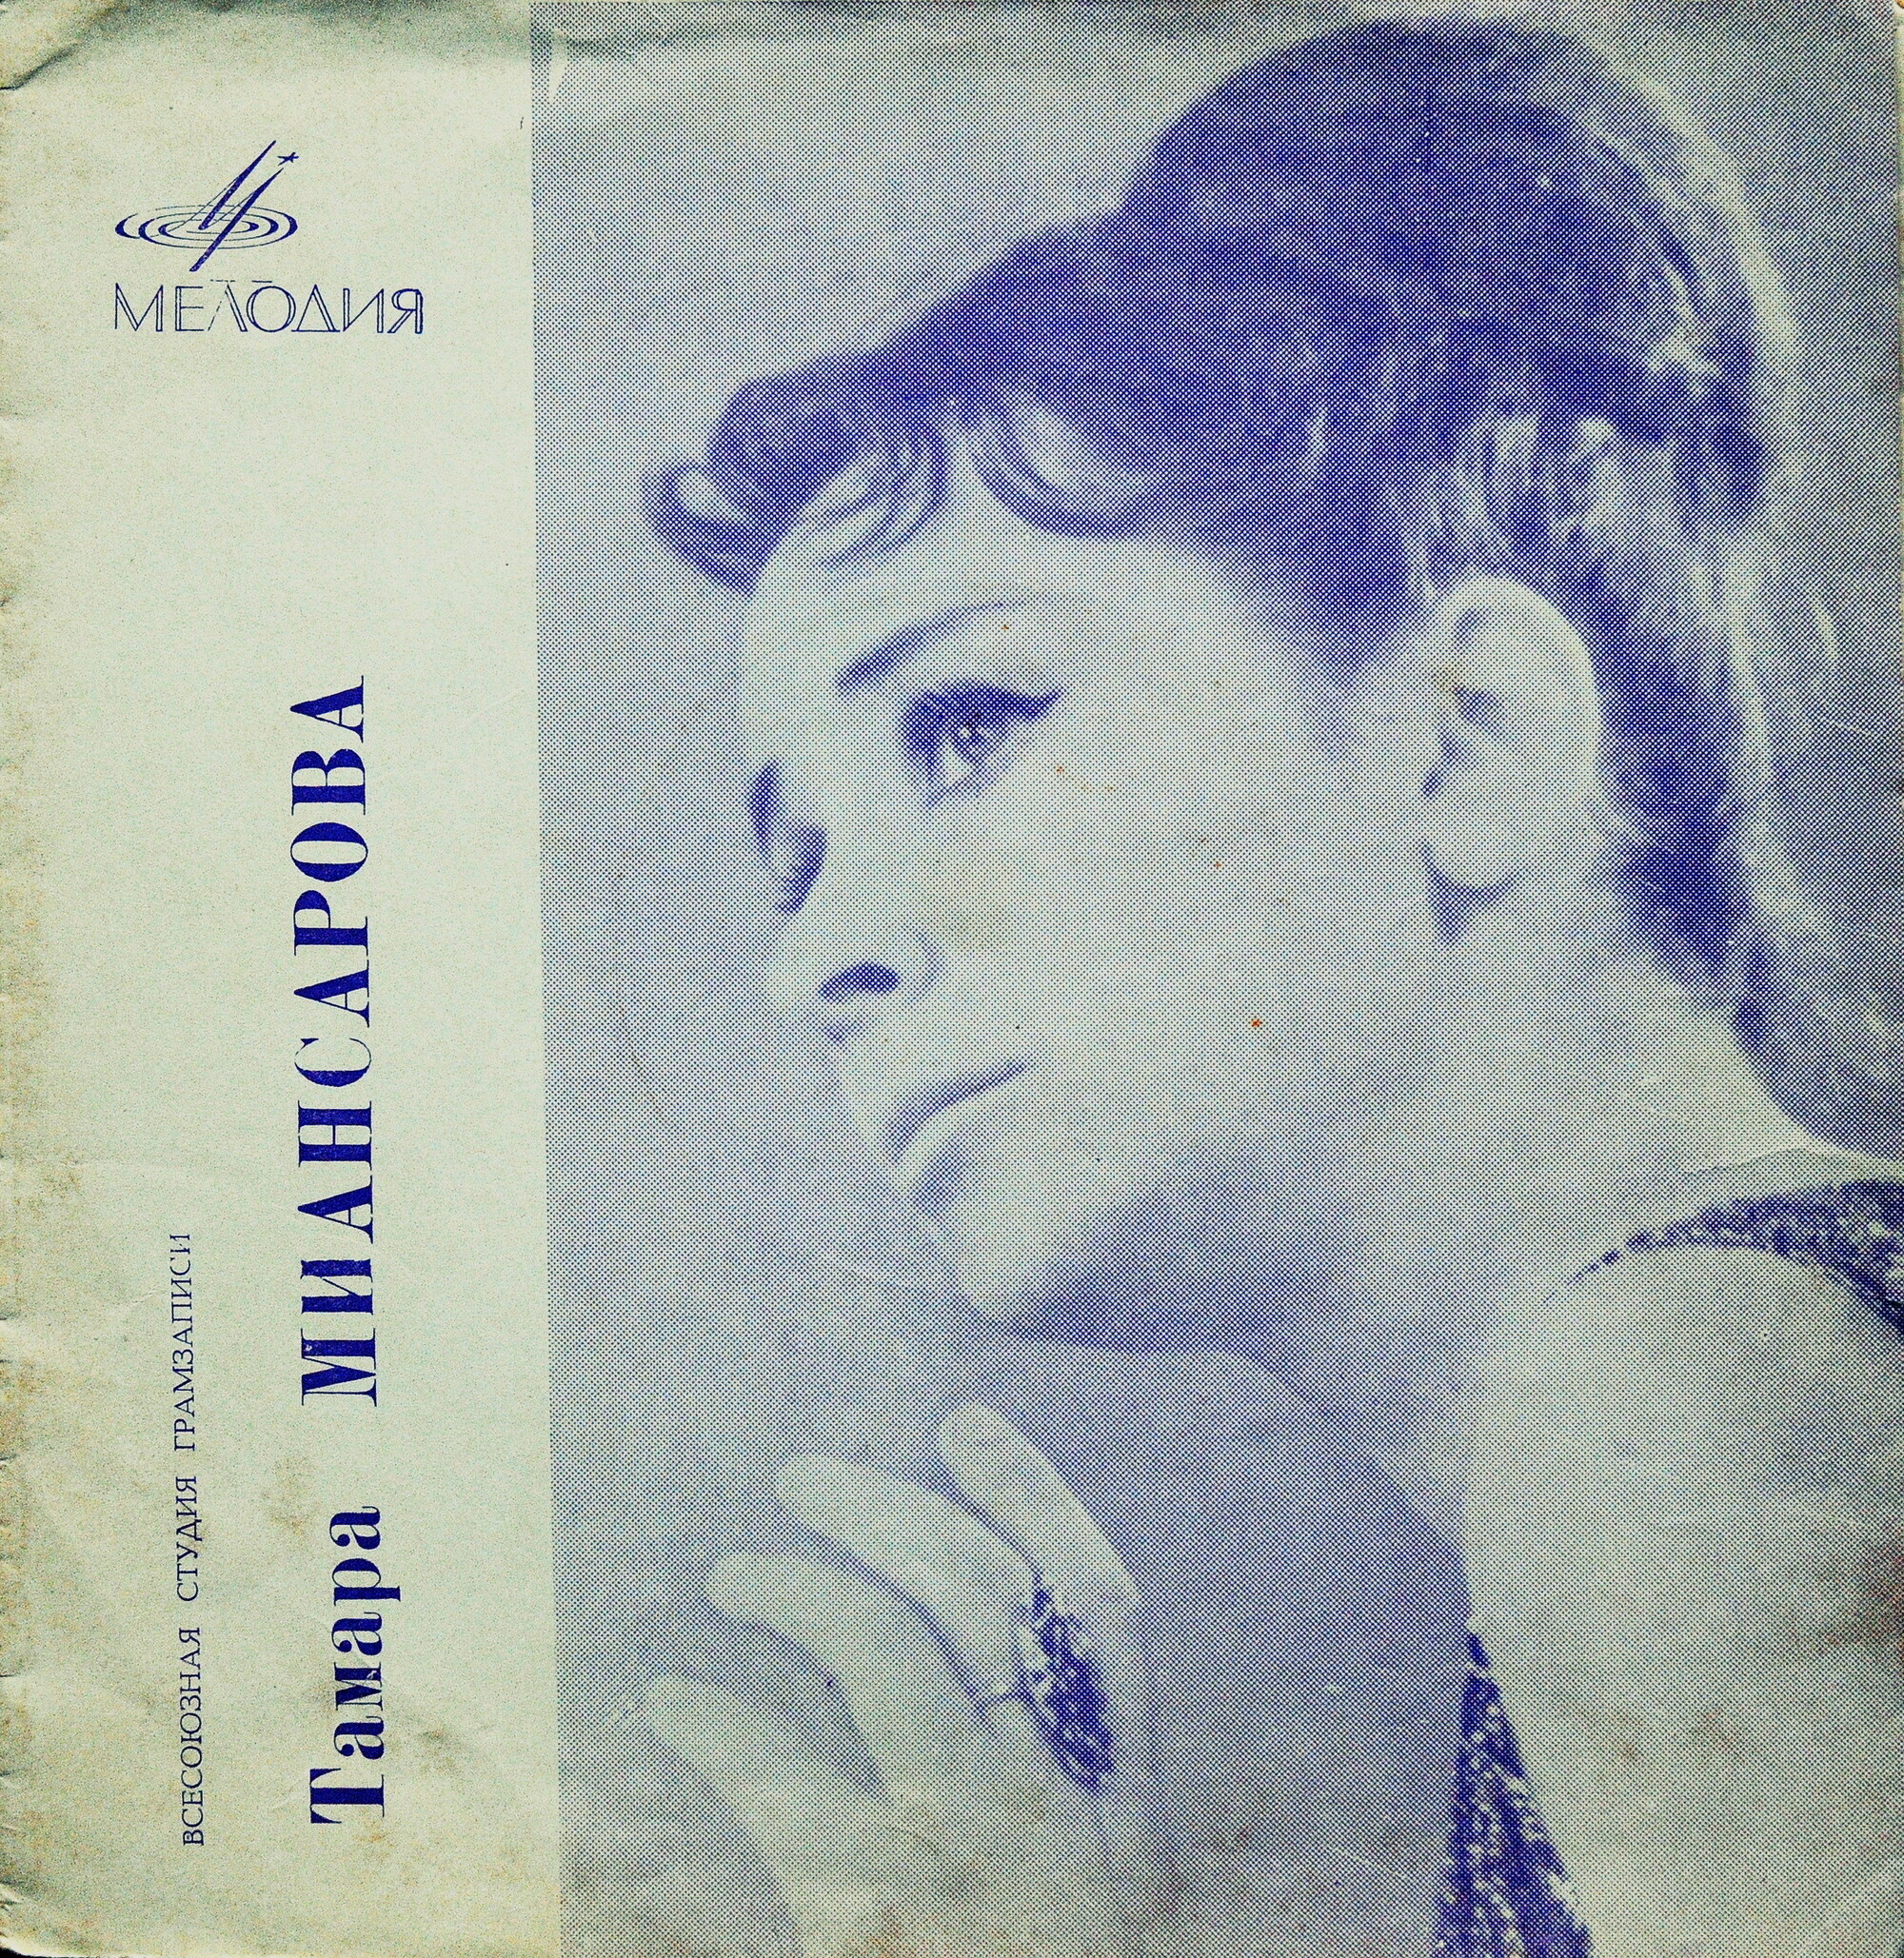 МЕЛОДИЯ
ВСЕСОЮЗНАЯ СТУДИЯ ГРАМЗАПИСИ
Тамара МИАНСАРОВА